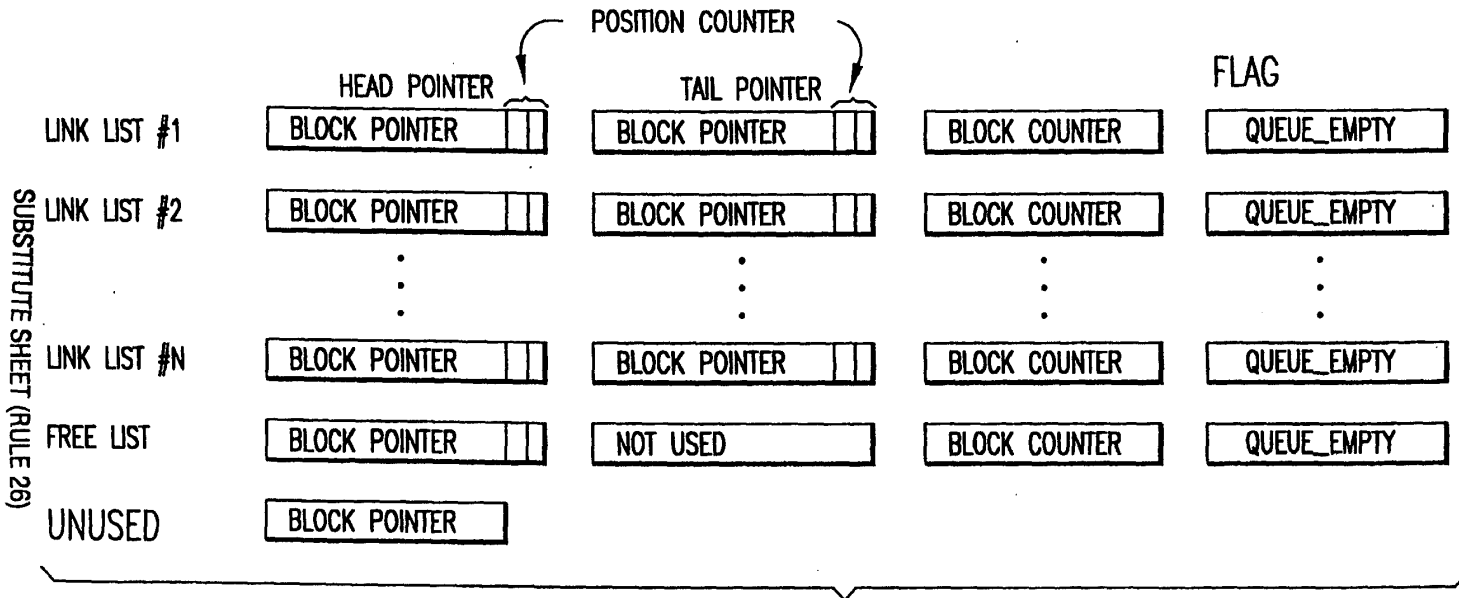 POSITION COUNTER
HEAD POINTER TAIL POINTER FLAG
LINK LIST #1 BLOCK POINTER BLOCK POINTER BLOCK COUNTER QUEUE_EMPTY
LINK LIST #2 BLOCK POINTER BLOCK POINTER BLOCK COUNTER QUEUE_EMPTY
LINK LIST #N BLOCK POINTER BLOCK POINTER BLOCK COUNTER QUEUE_EMPTY
FREE LIST BLOCK POINTER NOT USED BLOCK COUNTER QUEUE_EMPTY
UNUSED BLOCK POINTER
SUBSTITUTE SHEET (RULE 26)